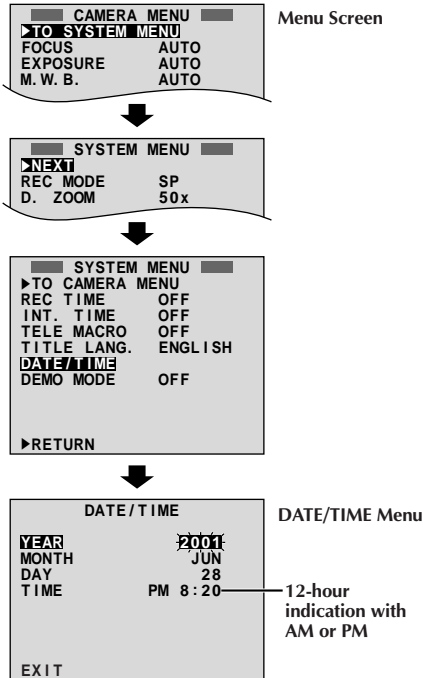 CAMERA MENU
Menu Screen
▶TO SYSTEM MENU
FOCUS AUTO
EXPOSURE AUTO
M. W. B. AUTO
SYSTEM MENU
▶NEXT
REC MODE SP
D. ZOOM 50x
SYSTEM MENU
▶TO CAMERA MENU
REC TIME OFF
INT. TIME OFF
TELE MACRO OFF
TITLE LANG. ENGLISH
DATE/TIME
DEMO MODE OFF
▶RETURN
DATE/TIME
DATE/TIME Menu
YEAR 2001
MONTH JUN
DAY 28
TIME PM 8:20
12-hour
indication with
AM or PM
EXIT